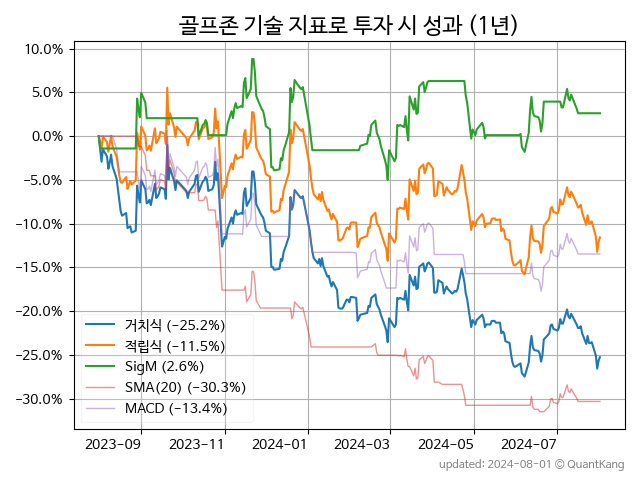 골프존 기술 지표로 투자 시 성과 (1년)
10.0%
5.0%
0.0%
−5.0%
−10.0%
−15.0%
−20.0%
−25.0%
−30.0%
거치식 (−25.2%)
적립식 (−11.5%)
SigM (2.6%)
SMA(20) (−30.3%)
MACD (−13.4%)
2023-09 2023-11 2024-01 2024-03 2024-05 2024-07
updated: 2024-08-01 © QuantKang